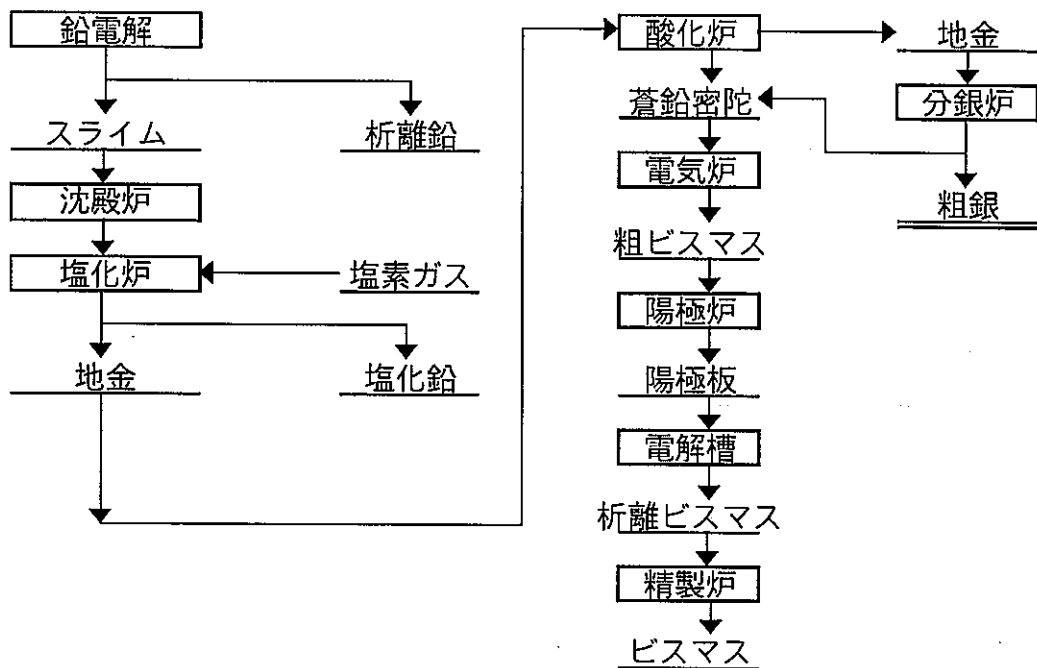 鉛電解
スライム
析離鉛
沈殿炉
塩化炉
塩素ガス
地金
塩化鉛
酸化炉
地金
蒼鉛密陀
分銀炉
電気炉
粗銀
粗ビスマス
陽極炉
陽極板
電解槽
析離ビスマス
精製炉
ビスマス